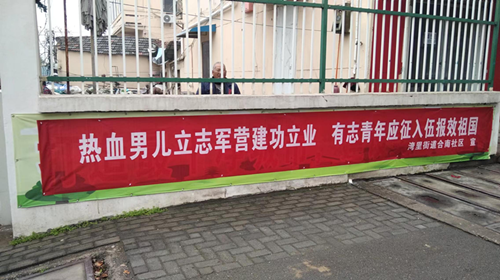 热血男儿立志军营建功立业 有志青年应征入伍报效祖国
湾里街道合南社区 宣